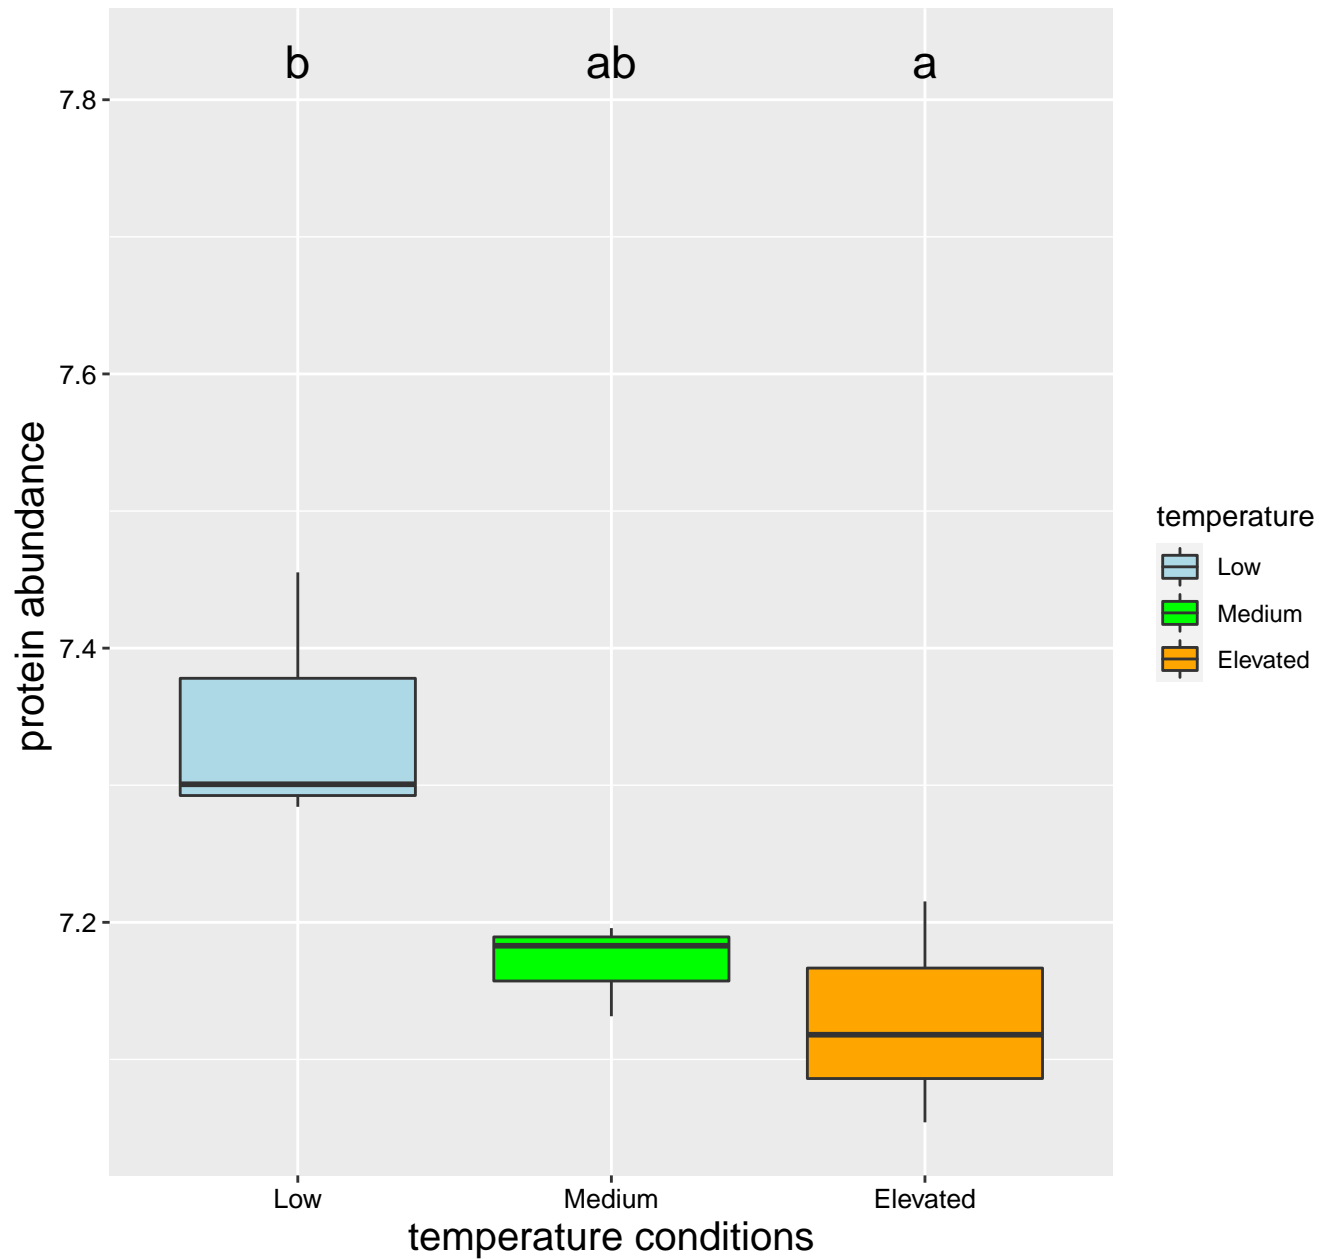 b ab a
7.8
7.6
7.4
7.2
protein abundance
Low Medium Elevated
temperature conditions
temperature
Low
Medium
Elevated